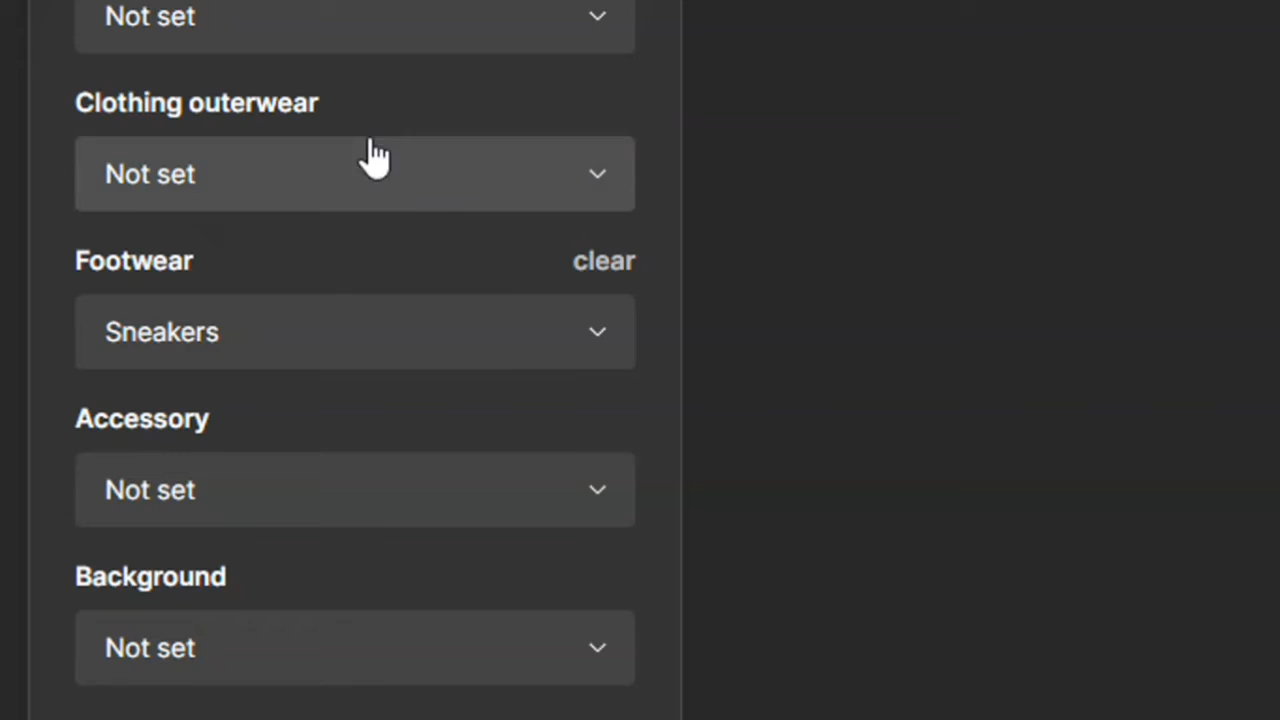 Not set
Clothing outerwear
Not set
Footwear clear
Sneakers
Accessory
Not set
Background
Not set